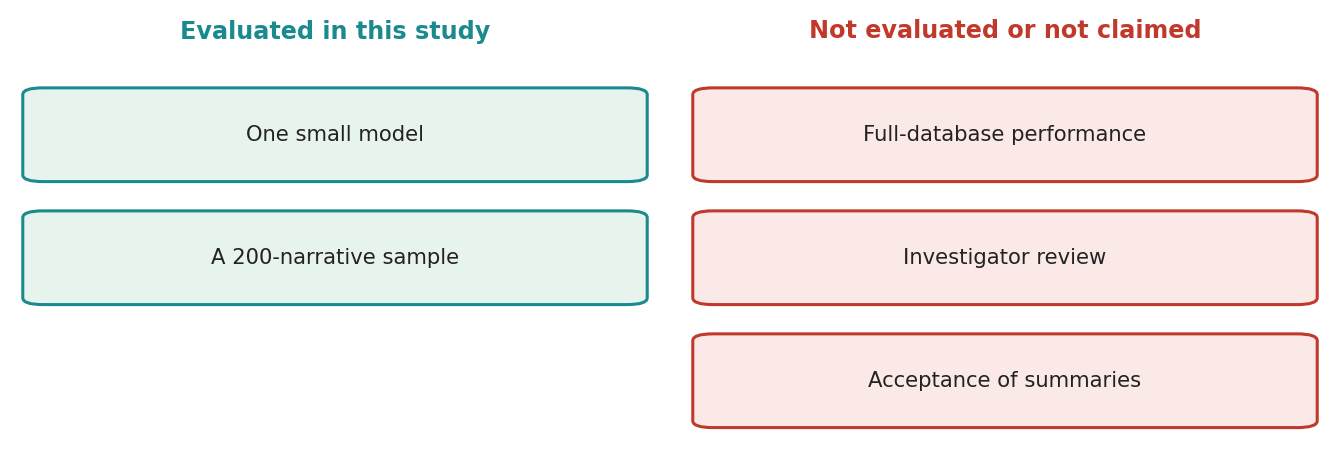 Evaluated in this study
One small model
A 200-narrative sample
Not evaluated or not claimed
Full-database performance
Investigator review
Acceptance of summaries